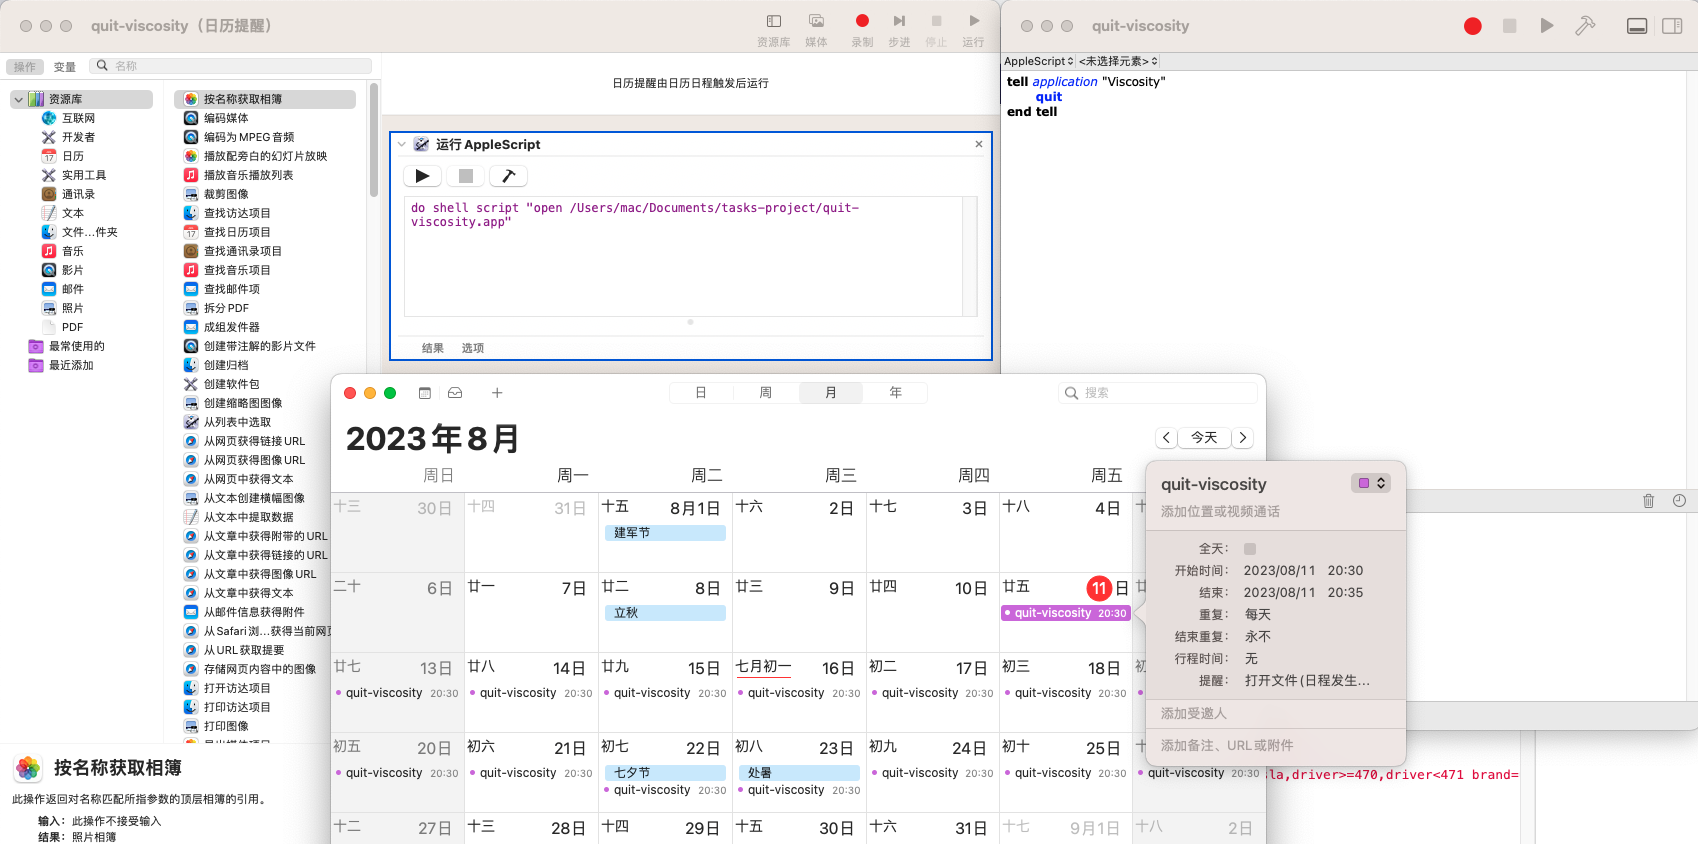 quit-viscosity（日历提醒）
资源库
媒体
录制
步进
停止
运行
操作
变量
名称
资源库
互联网
开发者
日历
实用工具
通讯录
文本
文件…件夹
音乐
影片
邮件
照片
PDF
最常使用的
最近添加
按名称获取相簿
编码媒体
编码为 MPEG 音频
播放配旁白的幻灯片放映
播放音乐播放列表
裁剪图像
查找访达项目
查找日历项目
查找通讯录项目
查找音乐项目
查找邮件项
拆分 PDF
成组发件器
创建带注解的影片文件
创建归档
创建软件包
创建缩略图图像
从列表中选取
从网页获得链接 URL
从网页获得图像 URL
从网页中获得文本
从文本创建横幅图像
从文本中提取数据
从文章中获得附带的 URL
从文章中获得链接的 URL
从文章中获得图像 URL
从文章中获得文本
从邮件信息获得附件
从 Safari 浏…获得当前网页
从 URL 获取提要
存储网页内容中的图像
打开访达项目
打印访达项目
打印图像
按名称获取相簿
此操作返回对名称匹配所指参数的顶层相簿的引用。
输入：此操作不接受输入
结果：照片相簿
日历提醒由日历日程触发后运行
运行 AppleScript
do shell script "open /Users/mac/Documents/tasks-project/quit-
viscosity.app"
结果
选项
quit-viscosity
AppleScript
<未选择元素>
tell application "Viscosity"
quit
end tell
日
周
月
年
搜索
2023年8月
今天
周日
周一
周二
周三
周四
周五
十三 30日
十四 31日
十五 8月1日
十六 2日
十七 3日
十八 4日
建军节
二十 6日
廿一 7日
廿二 8日
廿三 9日
廿四 10日
廿五 11日
立秋
quit-viscosity 20:30
廿七 13日
廿八 14日
廿九 15日
七月初一 16日
初二 17日
初三 18日
quit-viscosity 20:30
quit-viscosity 20:30
quit-viscosity 20:30
quit-viscosity 20:30
quit-viscosity 20:30
quit-viscosity 20:30
初五 20日
初六 21日
初七 22日
初八 23日
初九 24日
初十 25日
quit-viscosity 20:30
quit-viscosity 20:30
七夕节
处暑
quit-viscosity 20:30
quit-viscosity 20:30
quit-viscosity 20:30
quit-viscosity 20:30
quit-viscosity 20:30
十二 27日
十三 28日
十四 29日
十五 30日
十六 31日
十七 9月1日
十八 2日
quit-viscosity
添加位置或视频通话
全天：
开始时间： 2023/08/11 20:30
结束： 2023/08/11 20:35
重复： 每天
结束重复： 永不
行程时间： 无
提醒： 打开文件 (日程发生…
添加受邀人
添加备注、URL 或附件
la,driver>=470,driver<471 brand=